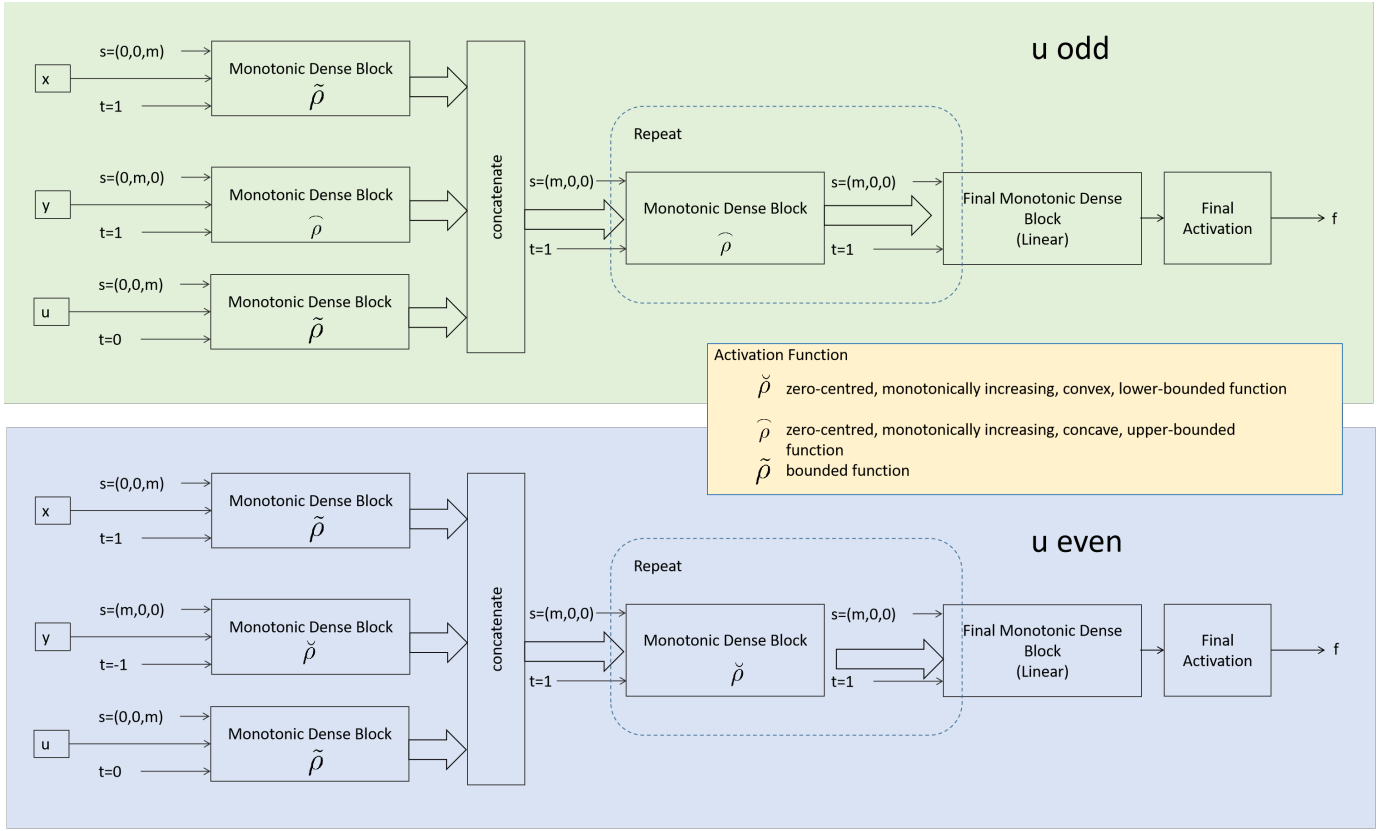 u odd
s=(0,0,m)
x
t=1
Monotonic Dense Block
ρ̃
s=(0,m,0)
y
t=1
Monotonic Dense Block
ρ̑
s=(0,0,m)
u
t=0
Monotonic Dense Block
ρ̃
concatenate
s=(m,0,0)
t=1
Repeat
Monotonic Dense Block
ρ̑
s=(m,0,0)
t=1
Final Monotonic Dense
Block
(Linear)
Final
Activation
f
Activation Function
ρ̆ zero-centred, monotonically increasing, convex, lower-bounded function
ρ̑ zero-centred, monotonically increasing, concave, upper-bounded
function
ρ̃ bounded function
u even
s=(0,0,m)
x
t=1
Monotonic Dense Block
ρ̃
s=(m,0,0)
y
t=-1
Monotonic Dense Block
ρ̆
s=(0,0,m)
u
t=0
Monotonic Dense Block
ρ̃
concatenate
s=(m,0,0)
t=1
Repeat
Monotonic Dense Block
ρ̆
s=(m,0,0)
t=1
Final Monotonic Dense
Block
(Linear)
Final
Activation
f